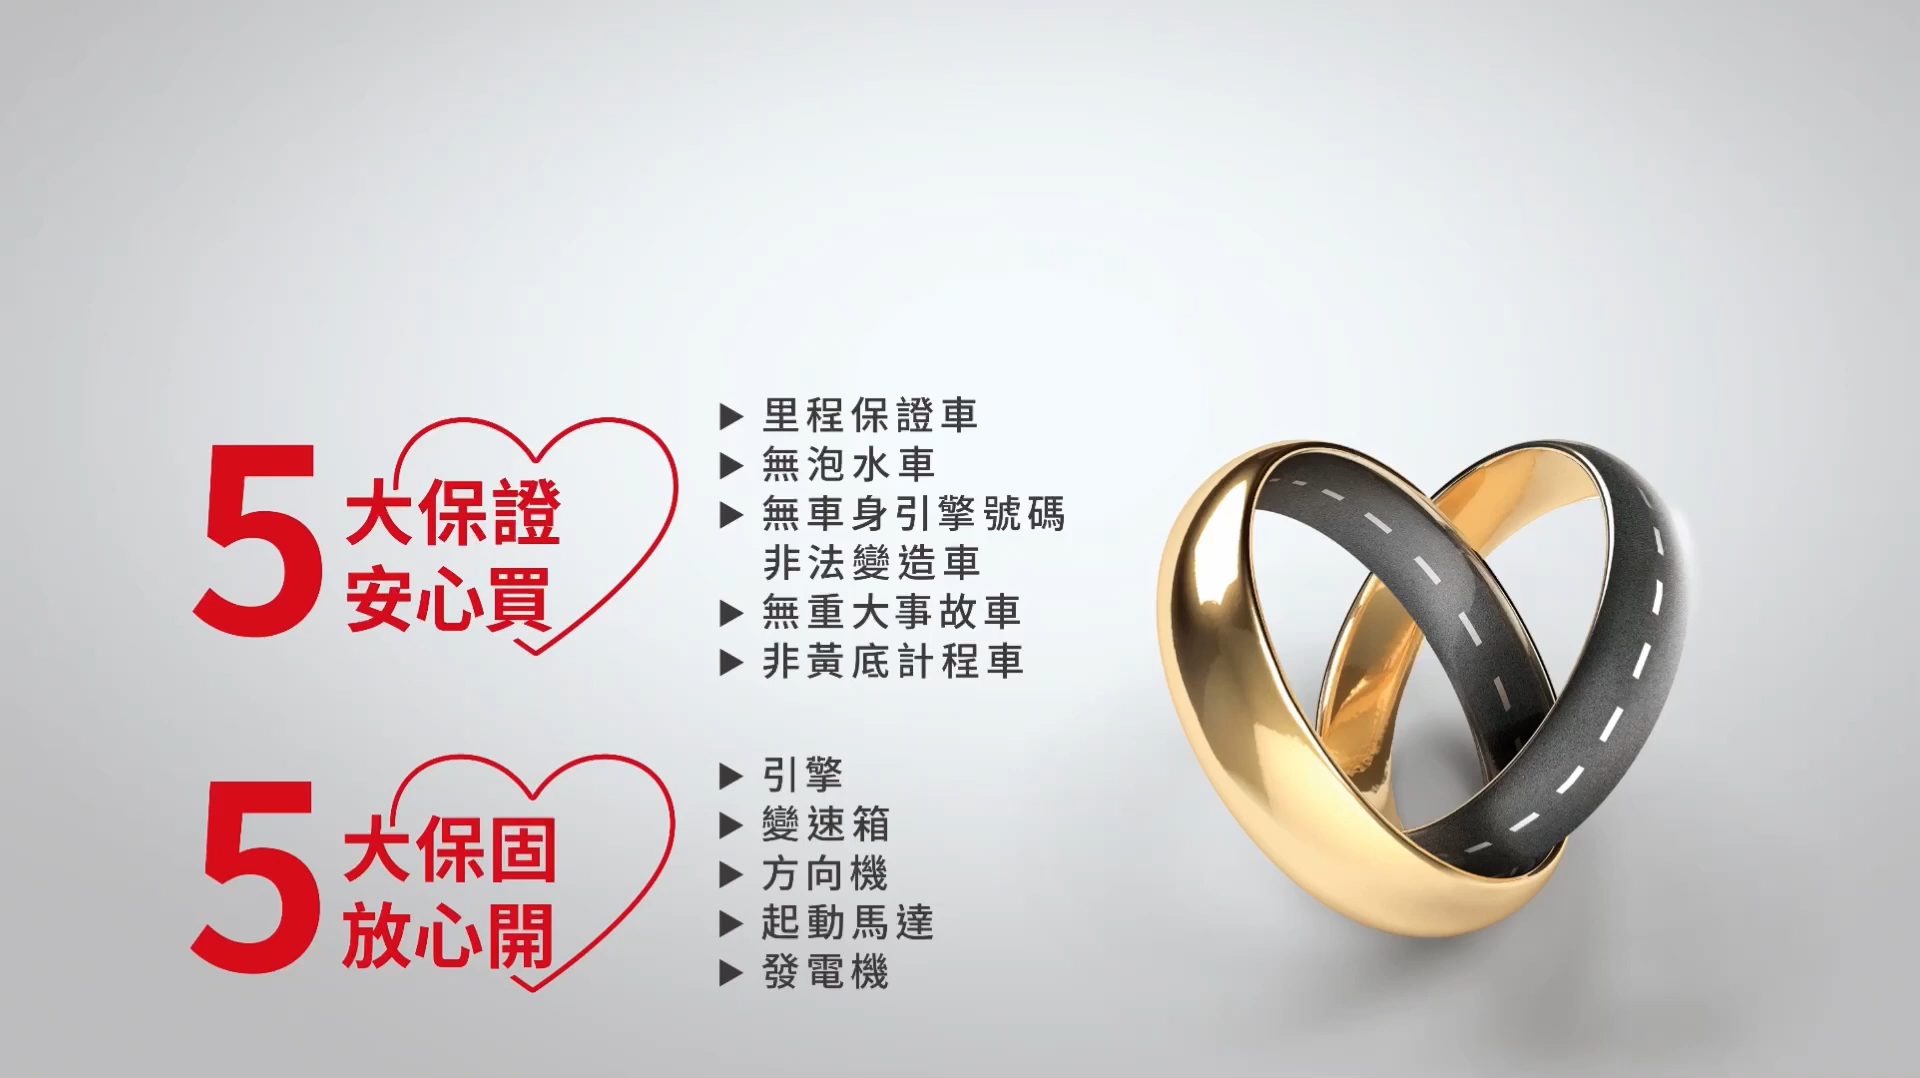 5大保證
安心買
▶ 里程保證車
▶ 無泡水車
▶ 無車身引擎號碼
非法變造車
▶ 無重大事故車
▶ 非黃底計程車
5大保固
放心開
▶ 引擎
▶ 變速箱
▶ 方向機
▶ 起動馬達
▶ 發電機